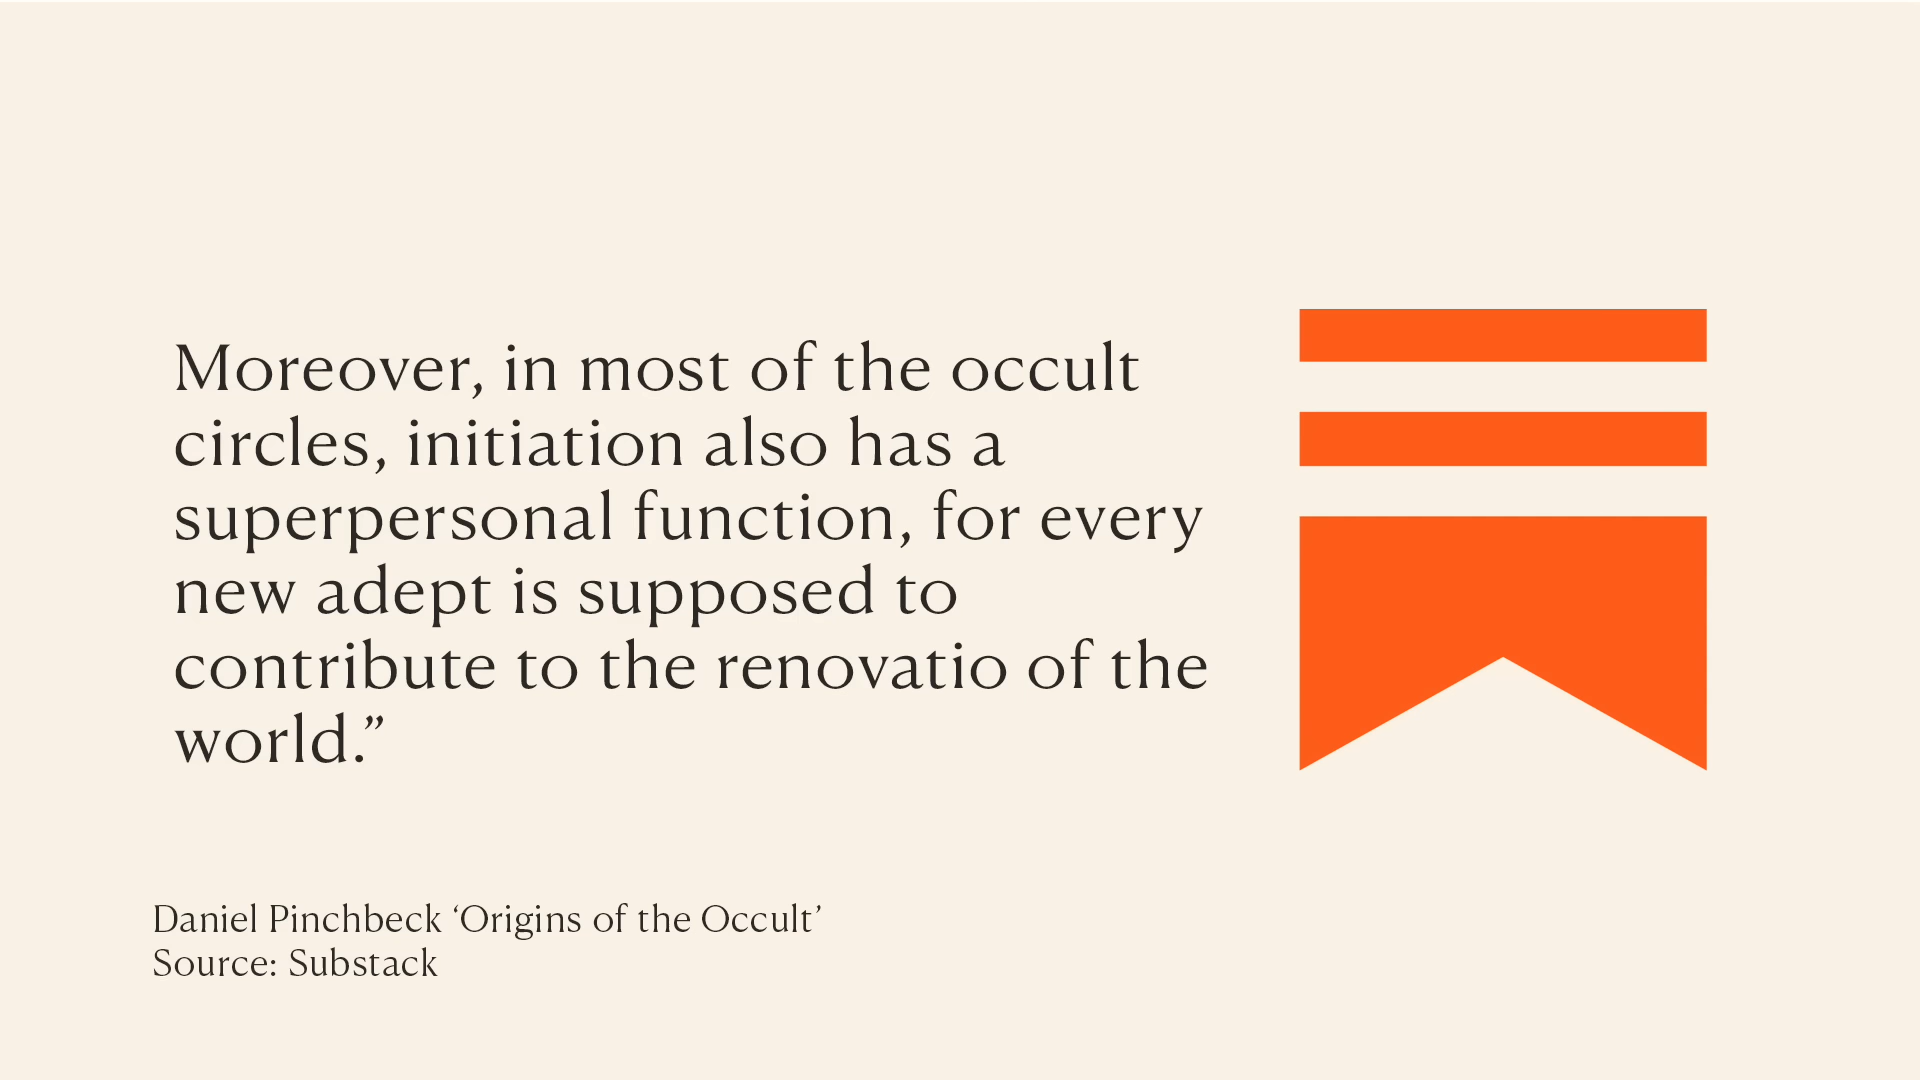 Moreover, in most of the occult
circles, initiation also has a
superpersonal function, for every
new adept is supposed to
contribute to the renovatio of the
world.”
Daniel Pinchbeck ‘Origins of the Occult’
Source: Substack